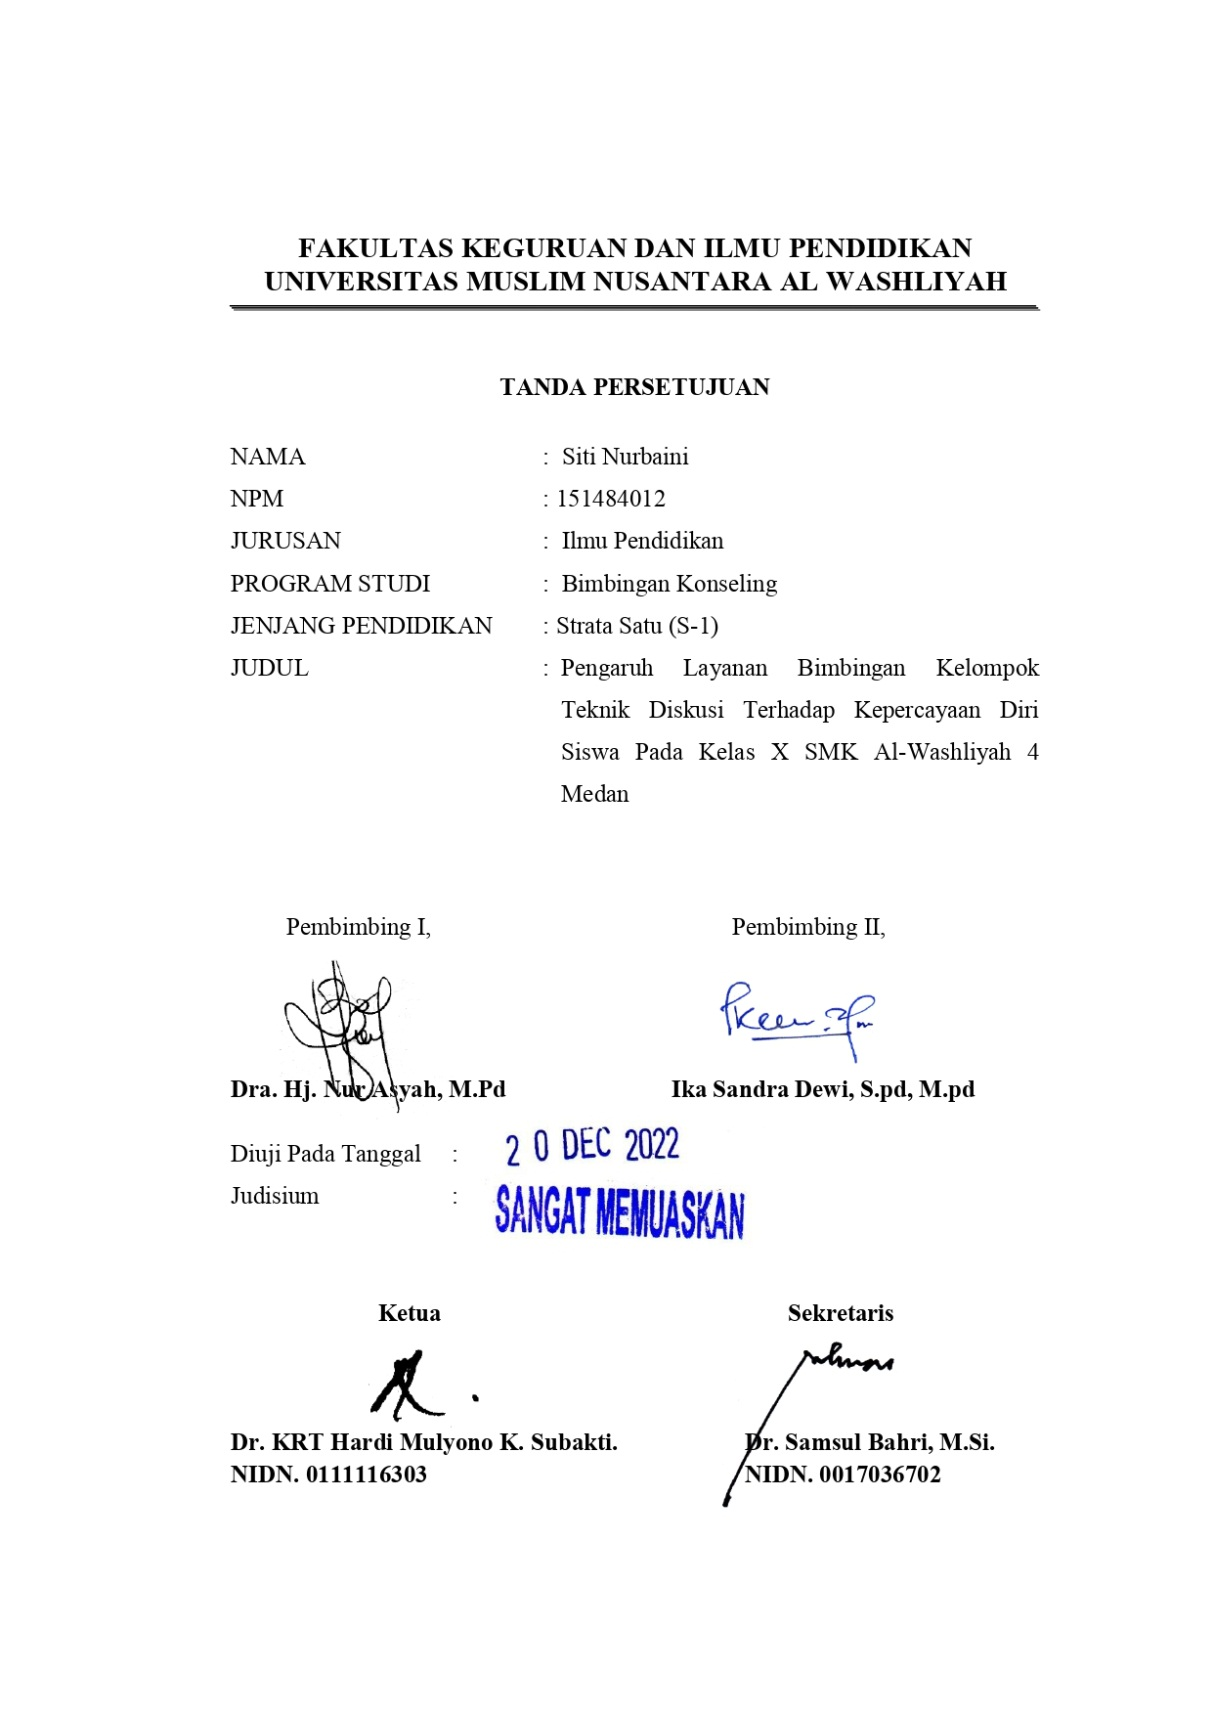 FAKULTAS KEGURUAN DAN ILMU PENDIDIKAN
UNIVERSITAS MUSLIM NUSANTARA AL WASHLIYAH
TANDA PERSETUJUAN
NAMA : Siti Nurbaini
NPM : 151484012
JURUSAN : Ilmu Pendidikan
PROGRAM STUDI : Bimbingan Konseling
JENJANG PENDIDIKAN : Strata Satu (S-1)
JUDUL : Pengaruh Layanan Bimbingan Kelompok
Teknik Diskusi Terhadap Kepercayaan Diri
Siswa Pada Kelas X SMK Al-Washliyah 4
Medan
Pembimbing I, Pembimbing II,
Dra. Hj. Nur Asyah, M.Pd Ika Sandra Dewi, S.pd, M.pd
Diuji Pada Tanggal : 20 DEC 2022
Judisium : SANGAT MEMUASKAN
Ketua Sekretaris
Dr. KRT Hardi Mulyono K. Subakti. Dr. Samsul Bahri, M.Si.
NIDN. 0111116303 NIDN. 0017036702